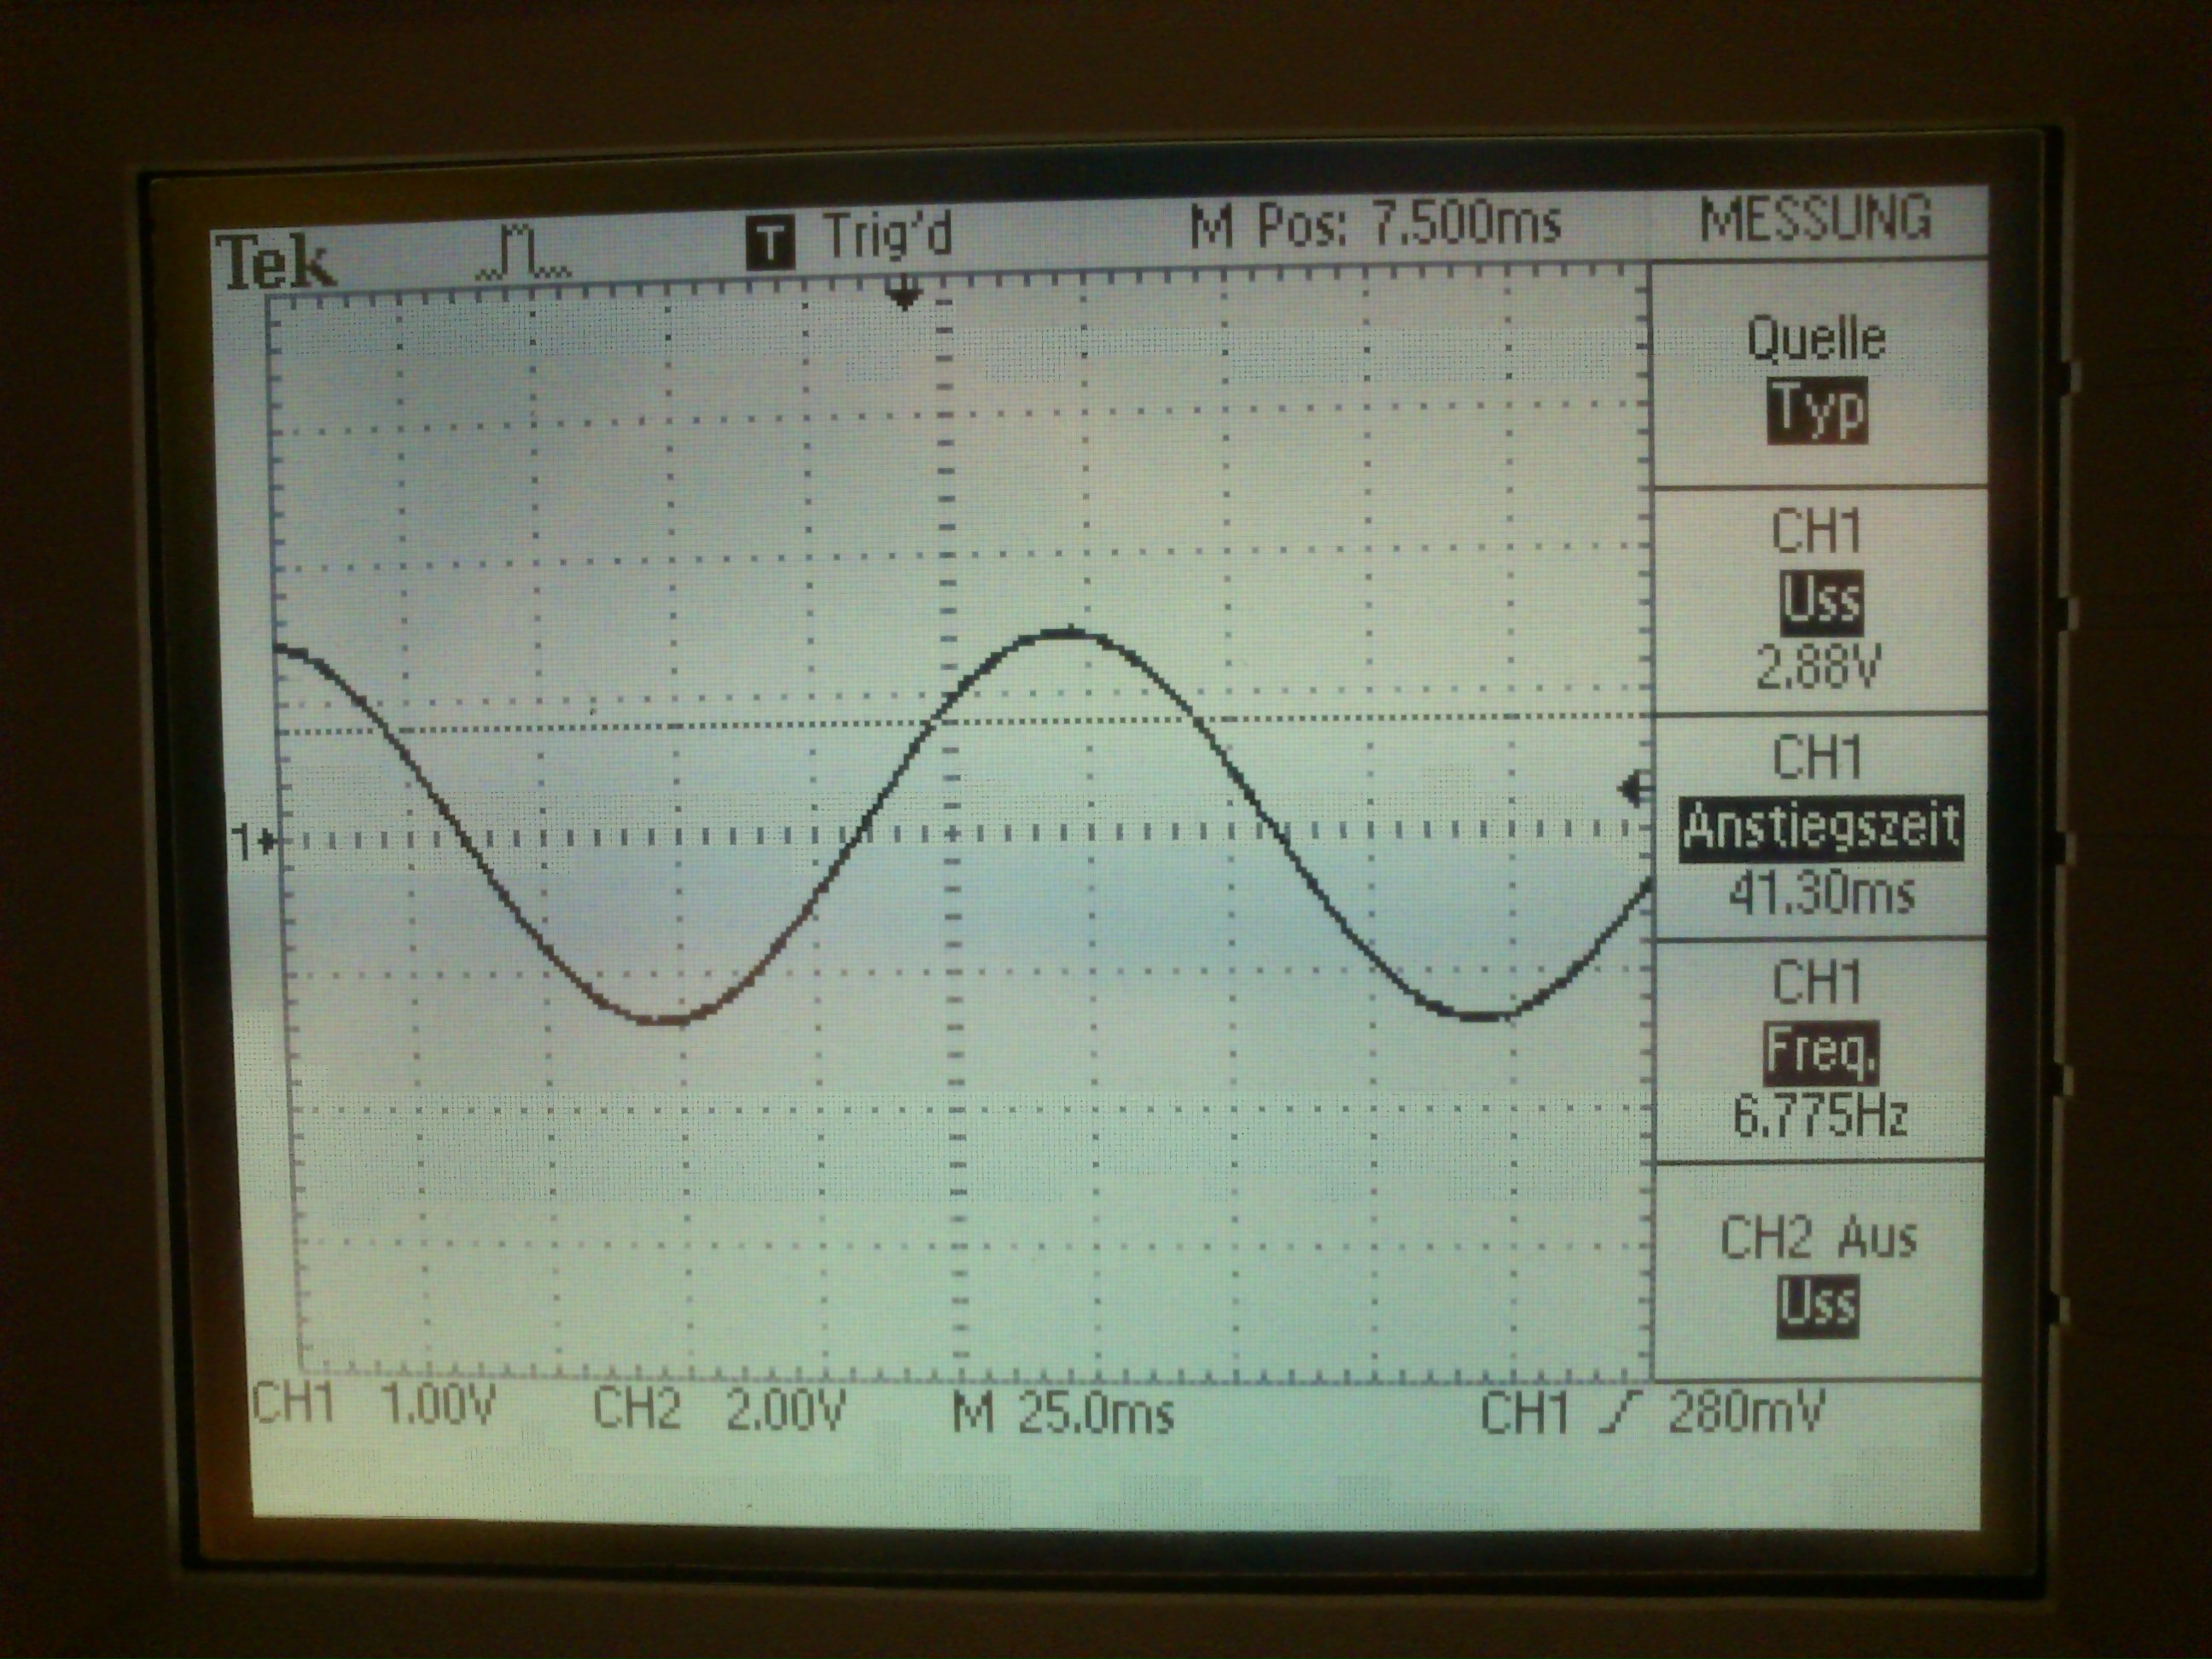 Tek T Trig'd M Pos: 7.500ms MESSUNG
Quelle
Typ
CH1
Uss
2.88V
CH1
Anstiegszeit
41.30ms
CH1
Freq.
6.775Hz
CH2 Aus
Uss
1
CH1 1.00V CH2 2.00V M 25.0ms CH1 280mV